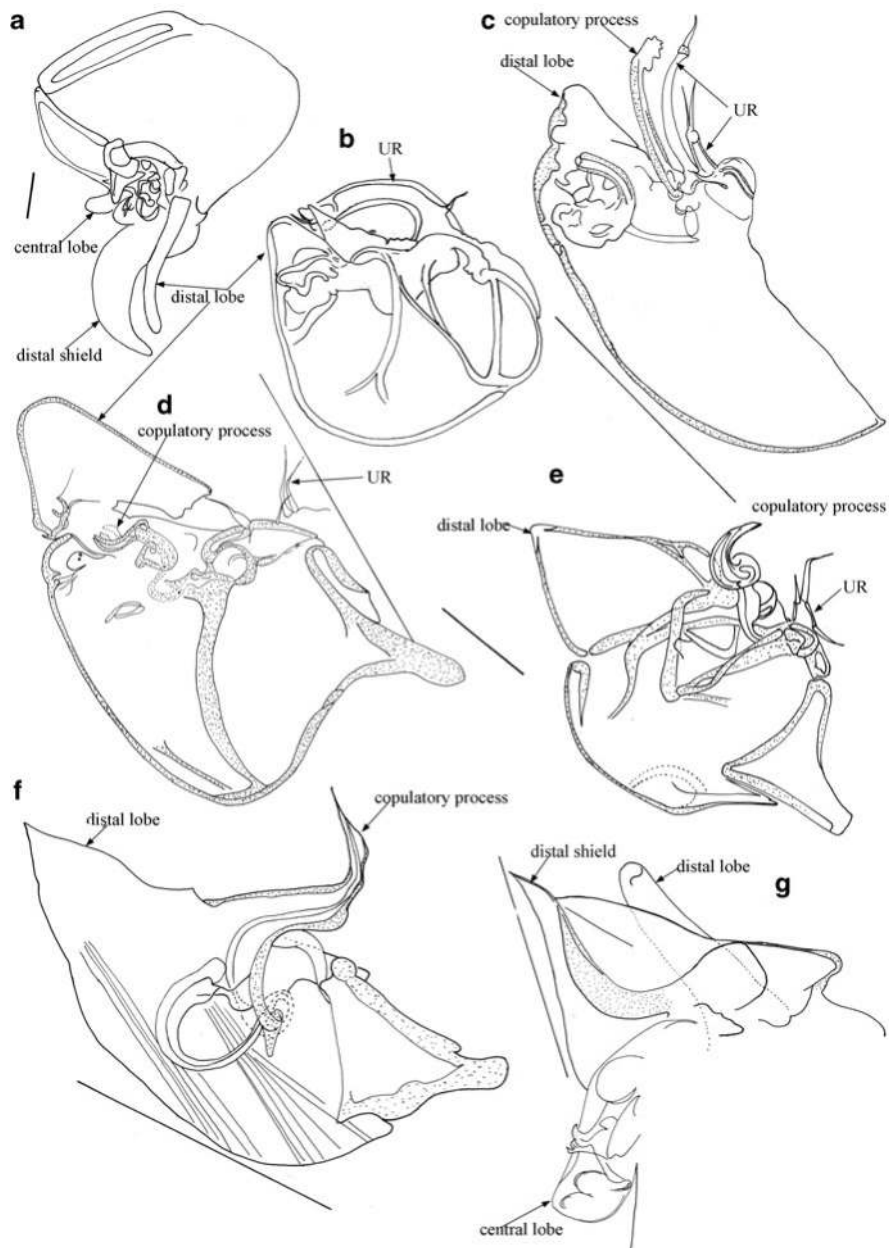 a
central lobe
distal lobe
distal shield
b
UR
c
copulatory process
distal lobe
UR
d
copulatory process
UR
e
copulatory process
distal lobe
UR
f
distal lobe
copulatory process
g
distal shield
distal lobe
central lobe